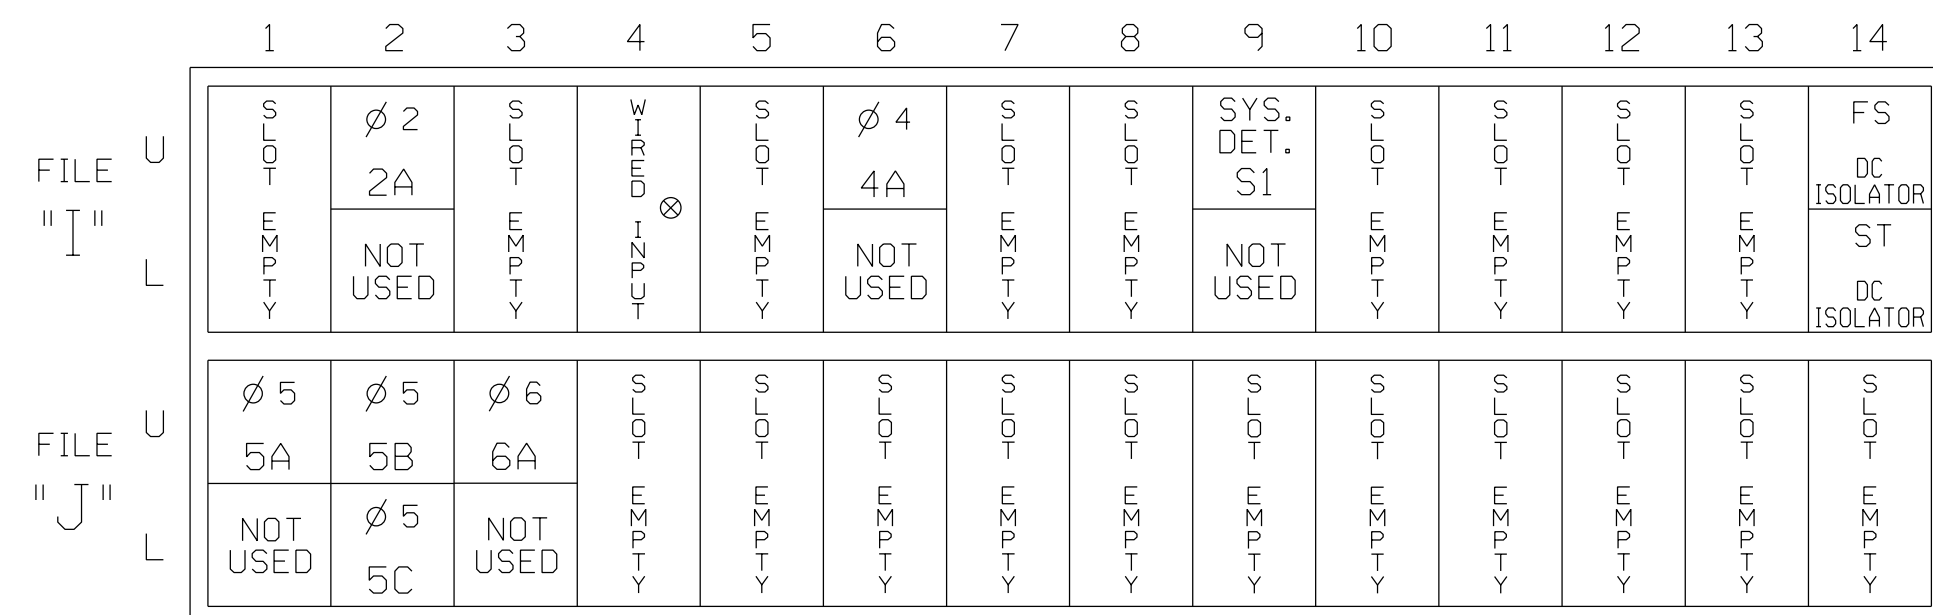 1 2 3 4 5 6 7 8 9 10 11 12 13 14
FILE
"I"
U
L
SLOT EMPTY
Ø 2
2A
NOT
USED
SLOT EMPTY
WIRED INPUT
SLOT EMPTY
Ø 4
4A
NOT
USED
SLOT EMPTY
SLOT EMPTY
SYS.
DET.
S1
NOT
USED
SLOT EMPTY
SLOT EMPTY
SLOT EMPTY
SLOT EMPTY
FS
DC
ISOLATOR
ST
DC
ISOLATOR
FILE
"J"
U
L
Ø 5
5A
NOT
USED
Ø 5
5B
Ø 5
5C
Ø 6
6A
NOT
USED
SLOT EMPTY
SLOT EMPTY
SLOT EMPTY
SLOT EMPTY
SLOT EMPTY
SLOT EMPTY
SLOT EMPTY
SLOT EMPTY
SLOT EMPTY
SLOT EMPTY
SLOT EMPTY